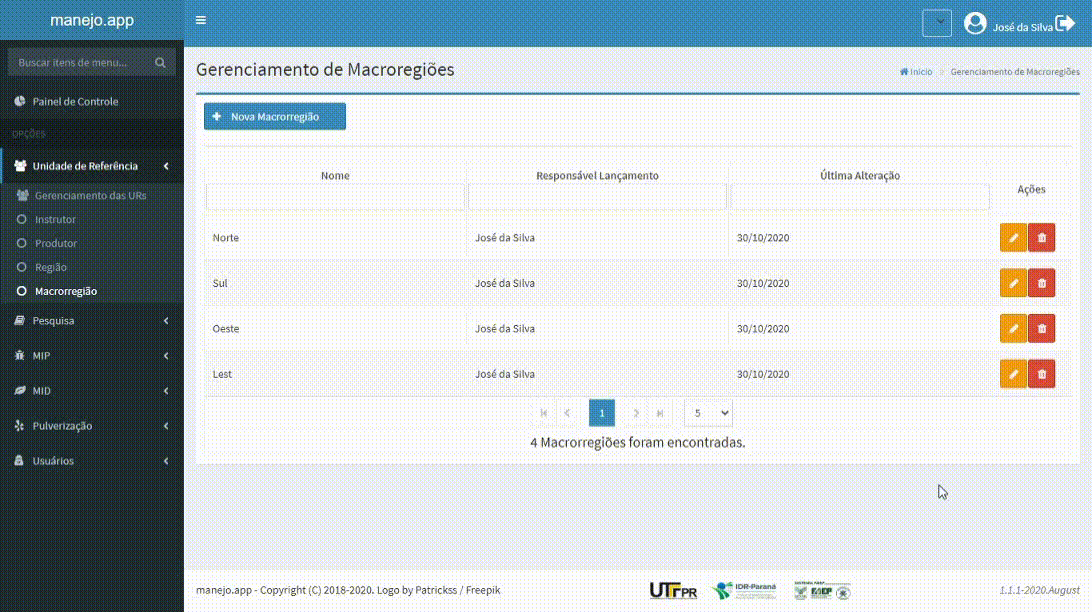 manejo.app
José da Silva
Buscar itens de menu...
Painel de Controle
OPÇÕES
Unidade de Referência
Gerenciamento das URs
Instrutor
Produtor
Região
Macrorregião
Pesquisa
MIP
MID
Pulverização
Usuários
Gerenciamento de Macroregiões
Início > Gerenciamento de Macroregiões
Nova Macrorregião
Nome Responsável Lançamento Última Alteração Ações
Norte José da Silva 30/10/2020
Sul José da Silva 30/10/2020
Oeste José da Silva 30/10/2020
Lest José da Silva 30/10/2020
1 5
4 Macrorregiões foram encontradas.
manejo.app - Copyright (C) 2018-2020. Logo by Patrickss / Freepik
UTFPR
IDR-Paraná
1.1.1-2020.August